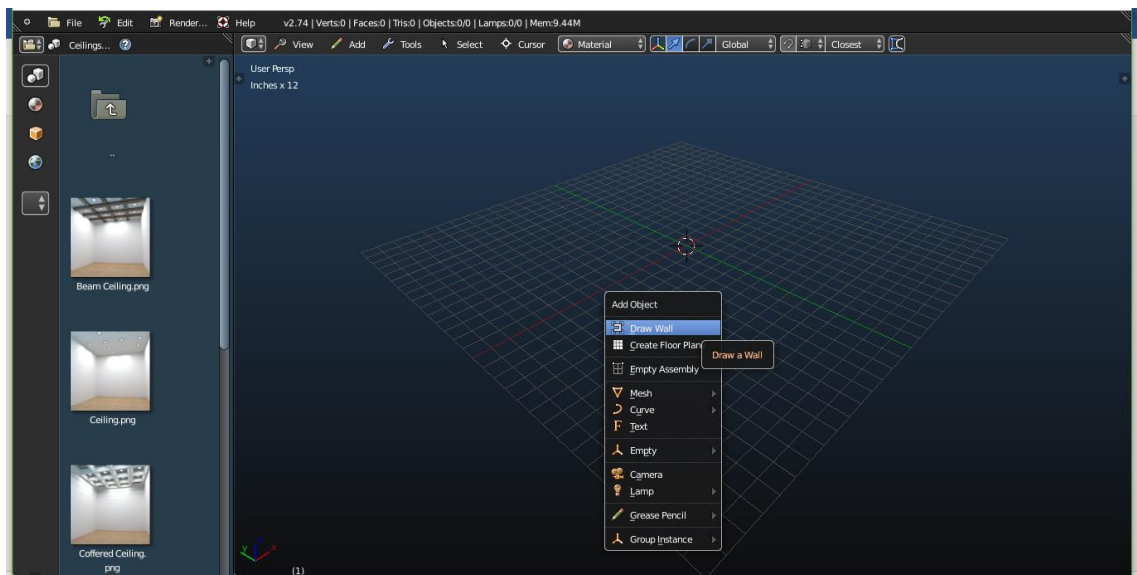 File Edit Render... Help v2.74 | Verts:0 | Faces:0 | Tris:0 | Objects:0/0 | Lamps:0/0 | Mem:9.44M
Ceilings... View Add Tools Select Cursor Material Global Closest
User Persp
Inches x 12
..
Beam Ceiling.png
Ceiling.png
Coffered Ceiling.
png
Add Object
Draw Wall
Create Floor Plane
Draw a Wall
Empty Assembly
Mesh
Curve
Text
Empty
Camera
Lamp
Grease Pencil
Group Instance
y x
(1)